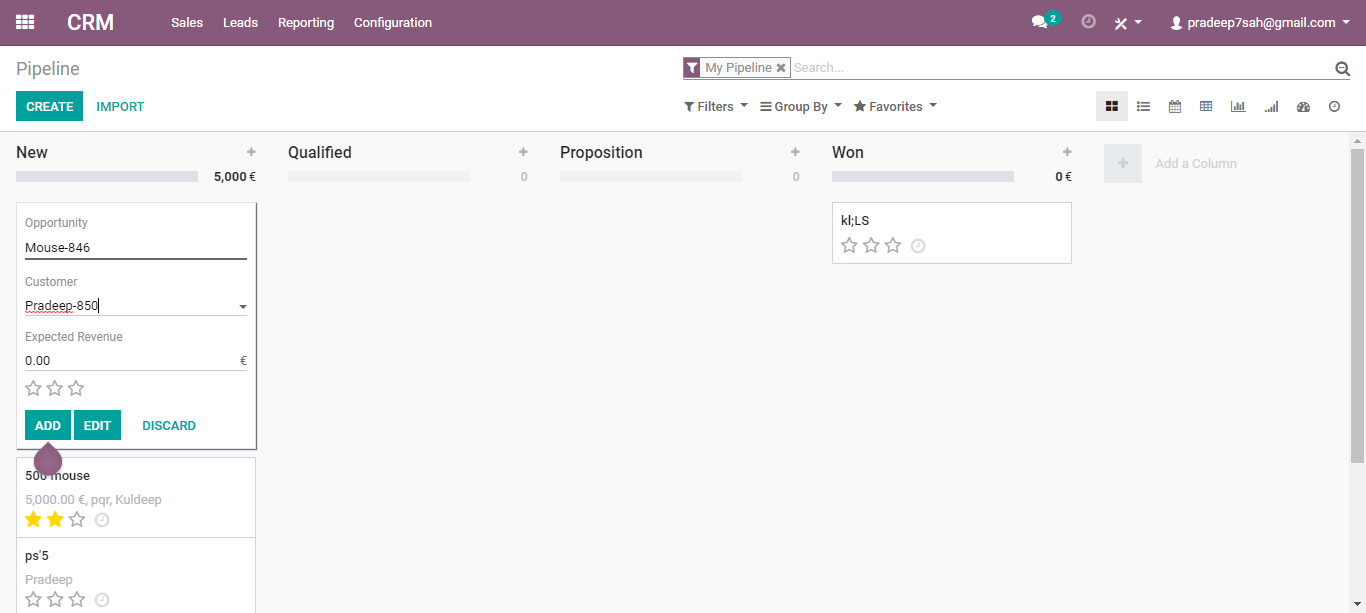 CRM Sales Leads Reporting Configuration 2 pradeep7sah@gmail.com
Pipeline My Pipeline Search...
CREATE IMPORT Filters Group By Favorites
New Qualified Proposition Won Add a Column
5,000 € 0 0 0 €
Opportunity
Mouse-846
Customer
Pradeep-850
Expected Revenue
0.00 €
ADD EDIT DISCARD
500 mouse
5,000.00 €, pqr, Kuldeep
ps'5
Pradeep
kl;LS